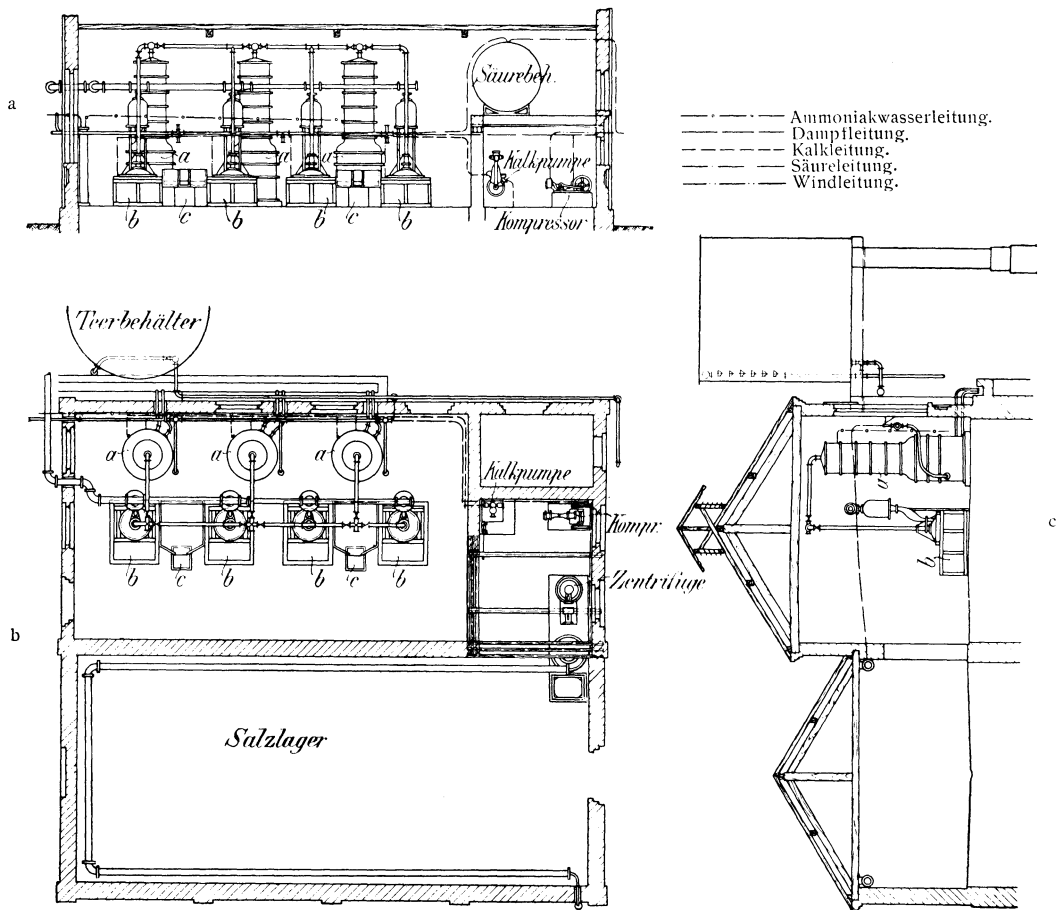 a
Säurebeh.
Kalkpumpe
Kompressor
a
a
a
b
c
b
b
c
b
Ammoniakwasserleitung.
Dampfleitung.
Kalkleitung.
Säureleitung.
Windleitung.
Teerbehälter
a
a
a
Kalkpumpe
Kompr.
Zentrifuge
b
c
b
b
c
b
b
Salzlager
a
b
c